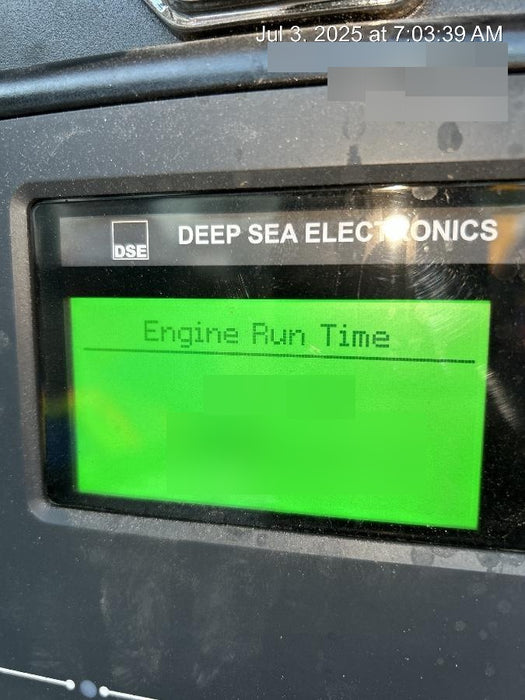 Jul 3, 2025 at 7:03:39 AM
DSE
DEEP SEA ELECTRONICS
Engine Run Time